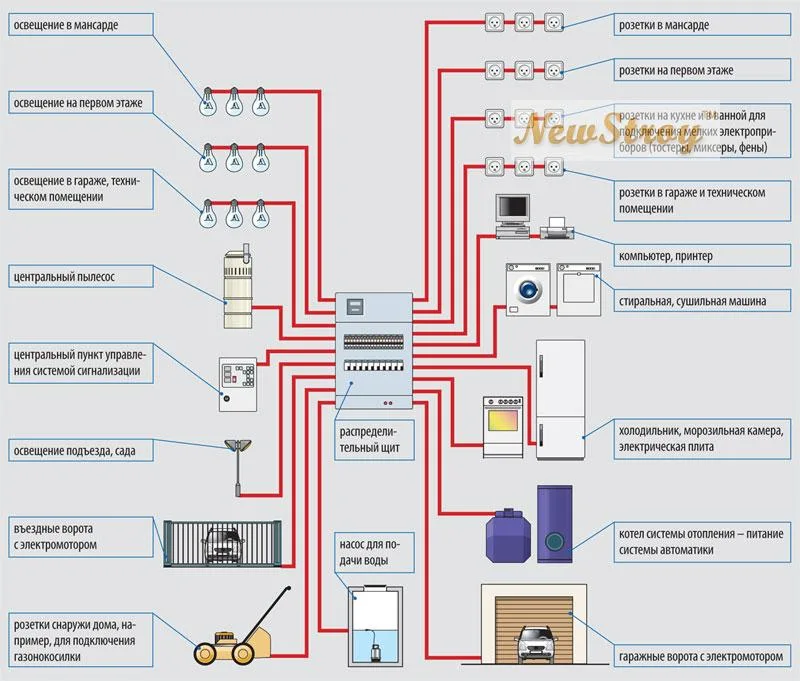 освещение в мансарде
освещение на первом этаже
освещение в гараже, техни-
ческом помещении
центральный пылесос
центральный пункт управле-
ния системой сигнализации
освещение подъезда, сада
въездные ворота
с электромотором
розетки снаружи дома, на-
пример, для подключения
газонокосилки
распредели-
тельный щит
насос для по-
дачи воды
розетки в мансарде
розетки на первом этаже
розетки на кухне и ванной для
подключения мелких электропри-
боров (тостеры, миксеры, фены)
NewStroy™
розетки в гараже и техническом
помещении
компьютер, принтер
стиральная, сушильная машина
холодильник, морозильная камера,
электрическая плита
котел системы отопления – питание
системы автоматики
гаражные ворота с электромотором